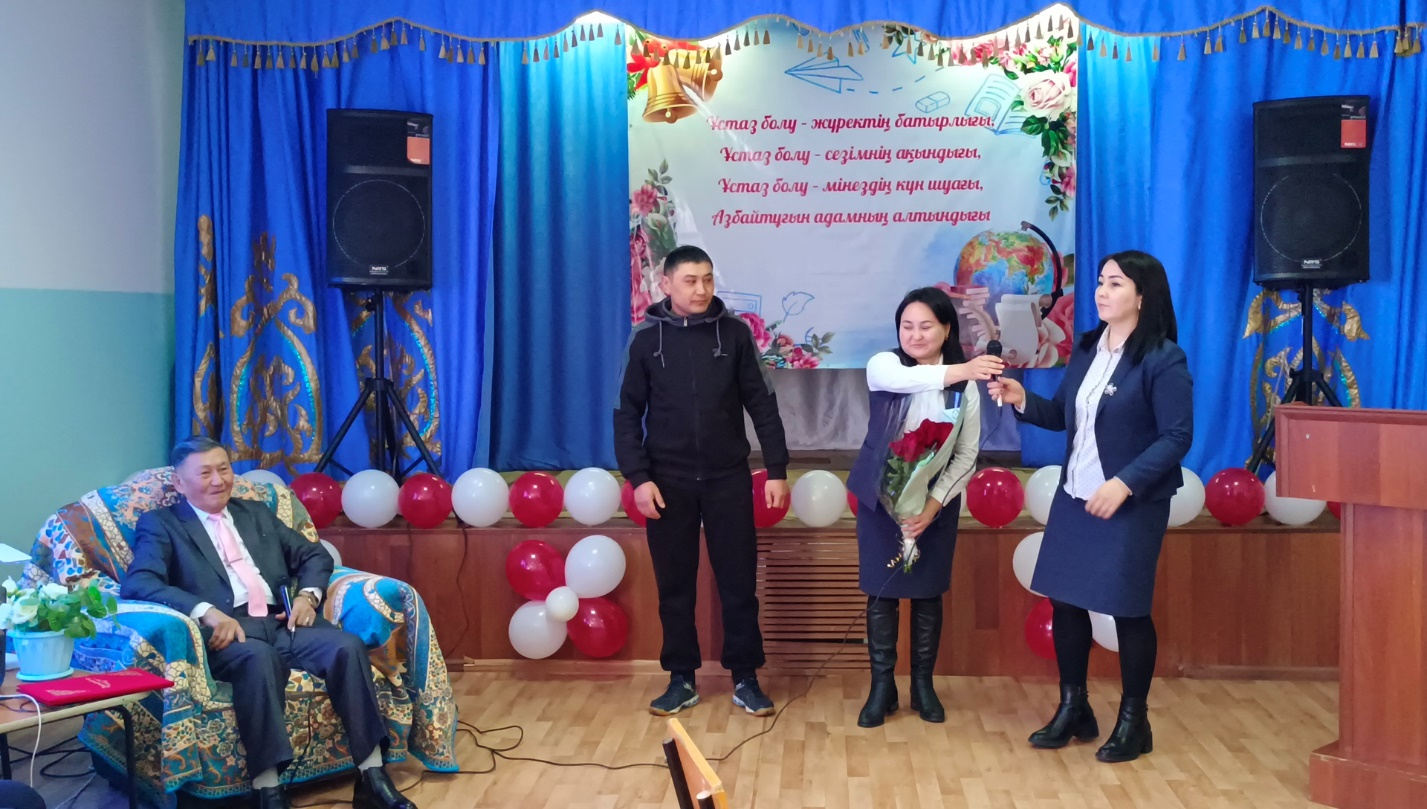 Ұстаз болу – жүректің батырлығы,
Ұстаз болу – сезімнің ақындығы,
Ұстаз болу – мінездің күн шуағы,
Азбайтұғын адамның алтындығы